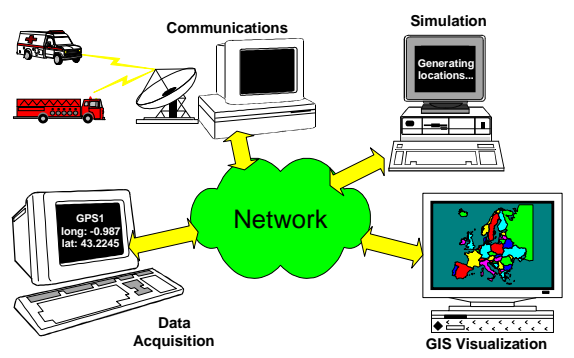 Communications
Simulation
Generating
locations...
GPS1
long: -0.987
lat: 43.2245
Network
Data
Acquisition
GIS Visualization